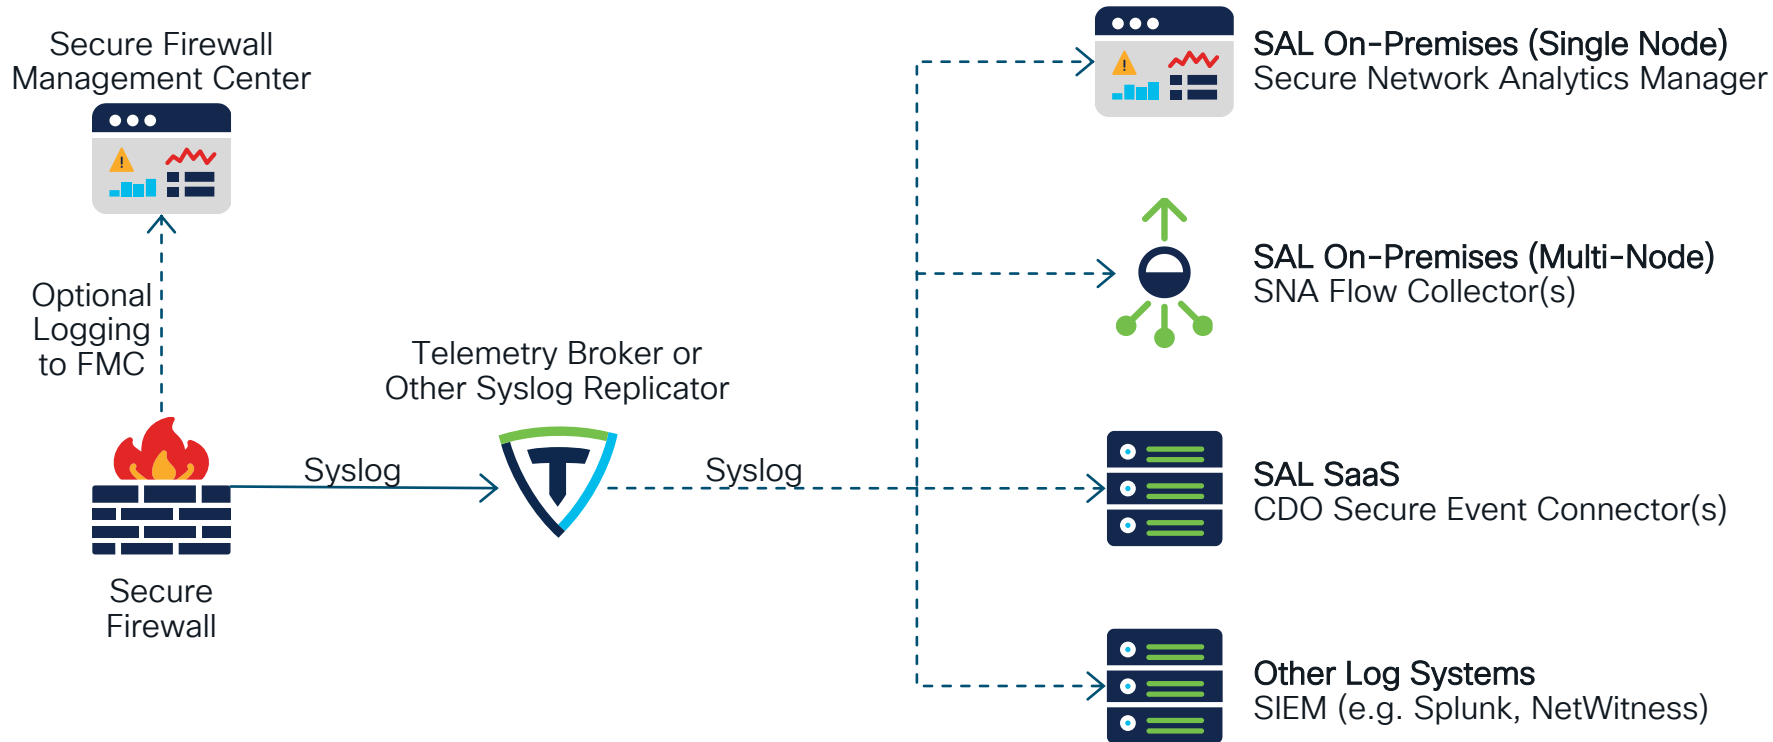 Secure Firewall
Management Center
Optional
Logging
to FMC
Secure
Firewall
Syslog
Telemetry Broker or
Other Syslog Replicator
T
Syslog
SAL On-Premises (Single Node)
Secure Network Analytics Manager
SAL On-Premises (Multi-Node)
SNA Flow Collector(s)
SAL SaaS
CDO Secure Event Connector(s)
Other Log Systems
SIEM (e.g. Splunk, NetWitness)